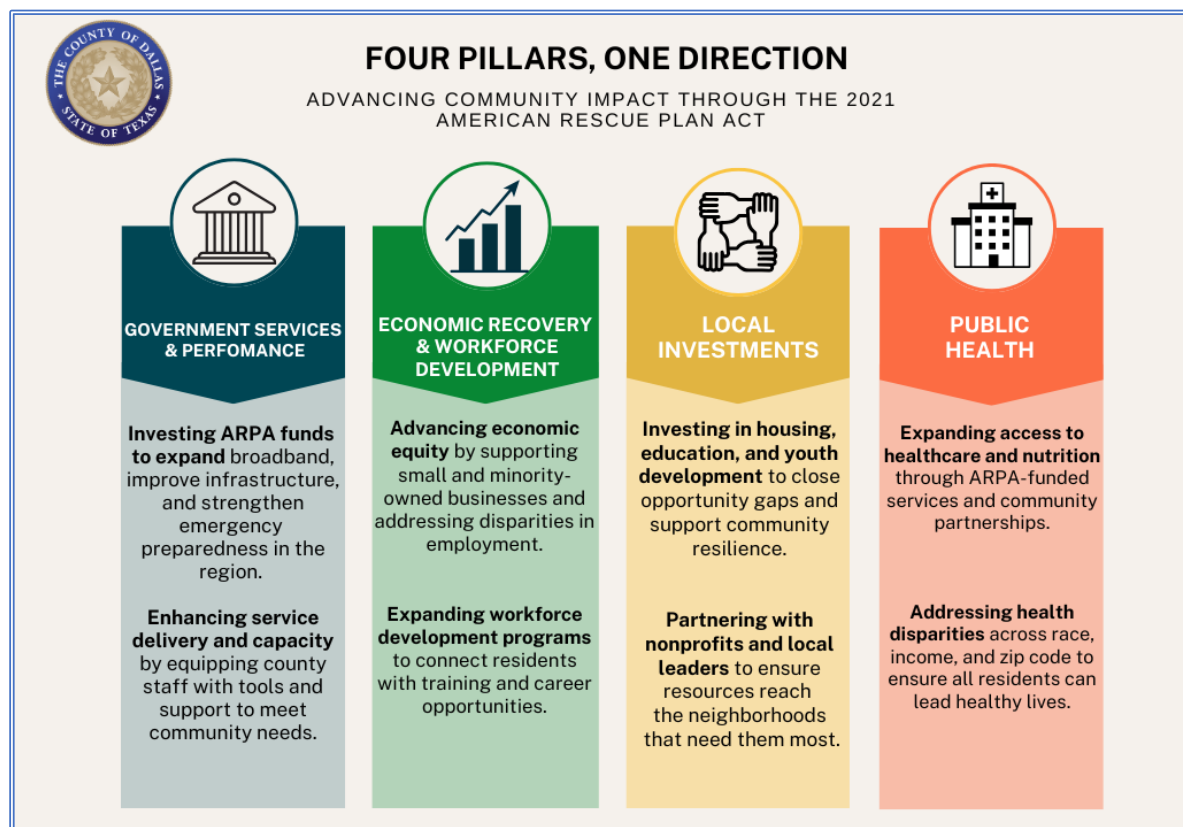 THE COUNTY OF DALLAS
STATE OF TEXAS
FOUR PILLARS, ONE DIRECTION
ADVANCING COMMUNITY IMPACT THROUGH THE 2021
AMERICAN RESCUE PLAN ACT
GOVERNMENT SERVICES
& PERFOMANCE
Investing ARPA funds
to expand broadband,
improve infrastructure,
and strengthen
emergency
preparedness in the
region.
Enhancing service
delivery and capacity
by equipping county
staff with tools and
support to meet
community needs.
ECONOMIC RECOVERY
& WORKFORCE
DEVELOPMENT
Advancing economic
equity by supporting
small and minority-
owned businesses and
addressing disparities in
employment.
Expanding workforce
development programs
to connect residents
with training and career
opportunities.
LOCAL
INVESTMENTS
Investing in housing,
education, and youth
development to close
opportunity gaps and
support community
resilience.
Partnering with
nonprofits and local
leaders to ensure
resources reach
the neighborhoods
that need them most.
PUBLIC
HEALTH
Expanding access to
healthcare and nutrition
through ARPA-funded
services and community
partnerships.
Addressing health
disparities across race,
income, and zip code to
ensure all residents can
lead healthy lives.